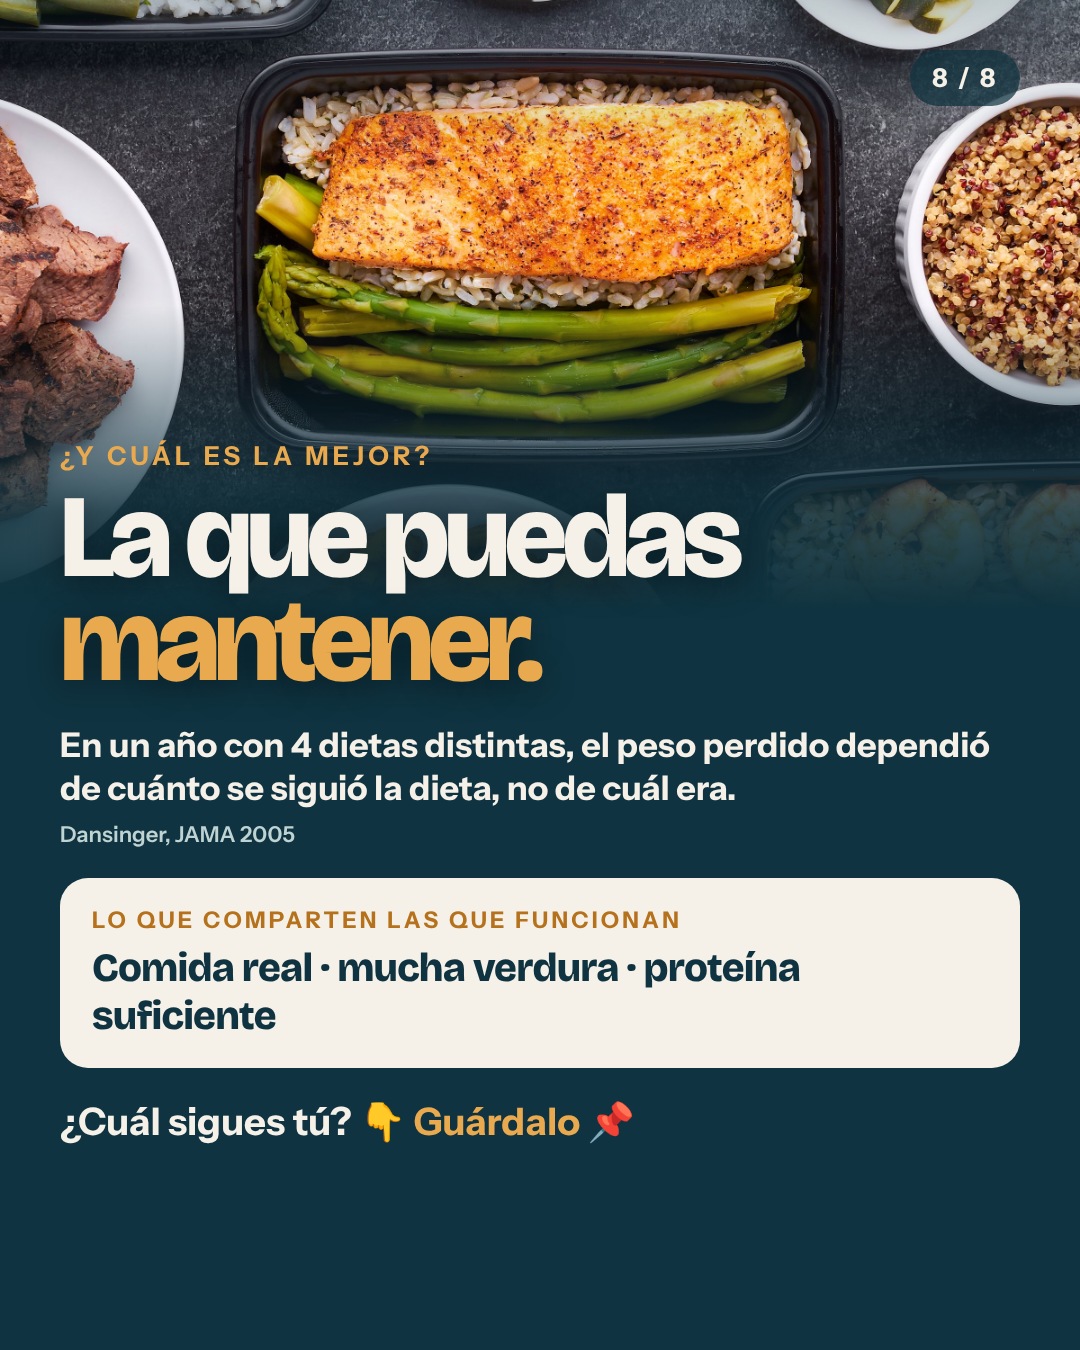 8 / 8
¿Y CUÁL ES LA MEJOR?
La que puedas
mantener.
En un año con 4 dietas distintas, el peso perdido dependió
de cuánto se siguió la dieta, no de cuál era.
Dansinger, JAMA 2005
LO QUE COMPARTEN LAS QUE FUNCIONAN
Comida real · mucha verdura · proteína
suficiente
¿Cuál sigues tú? 👇 Guárdalo 📌